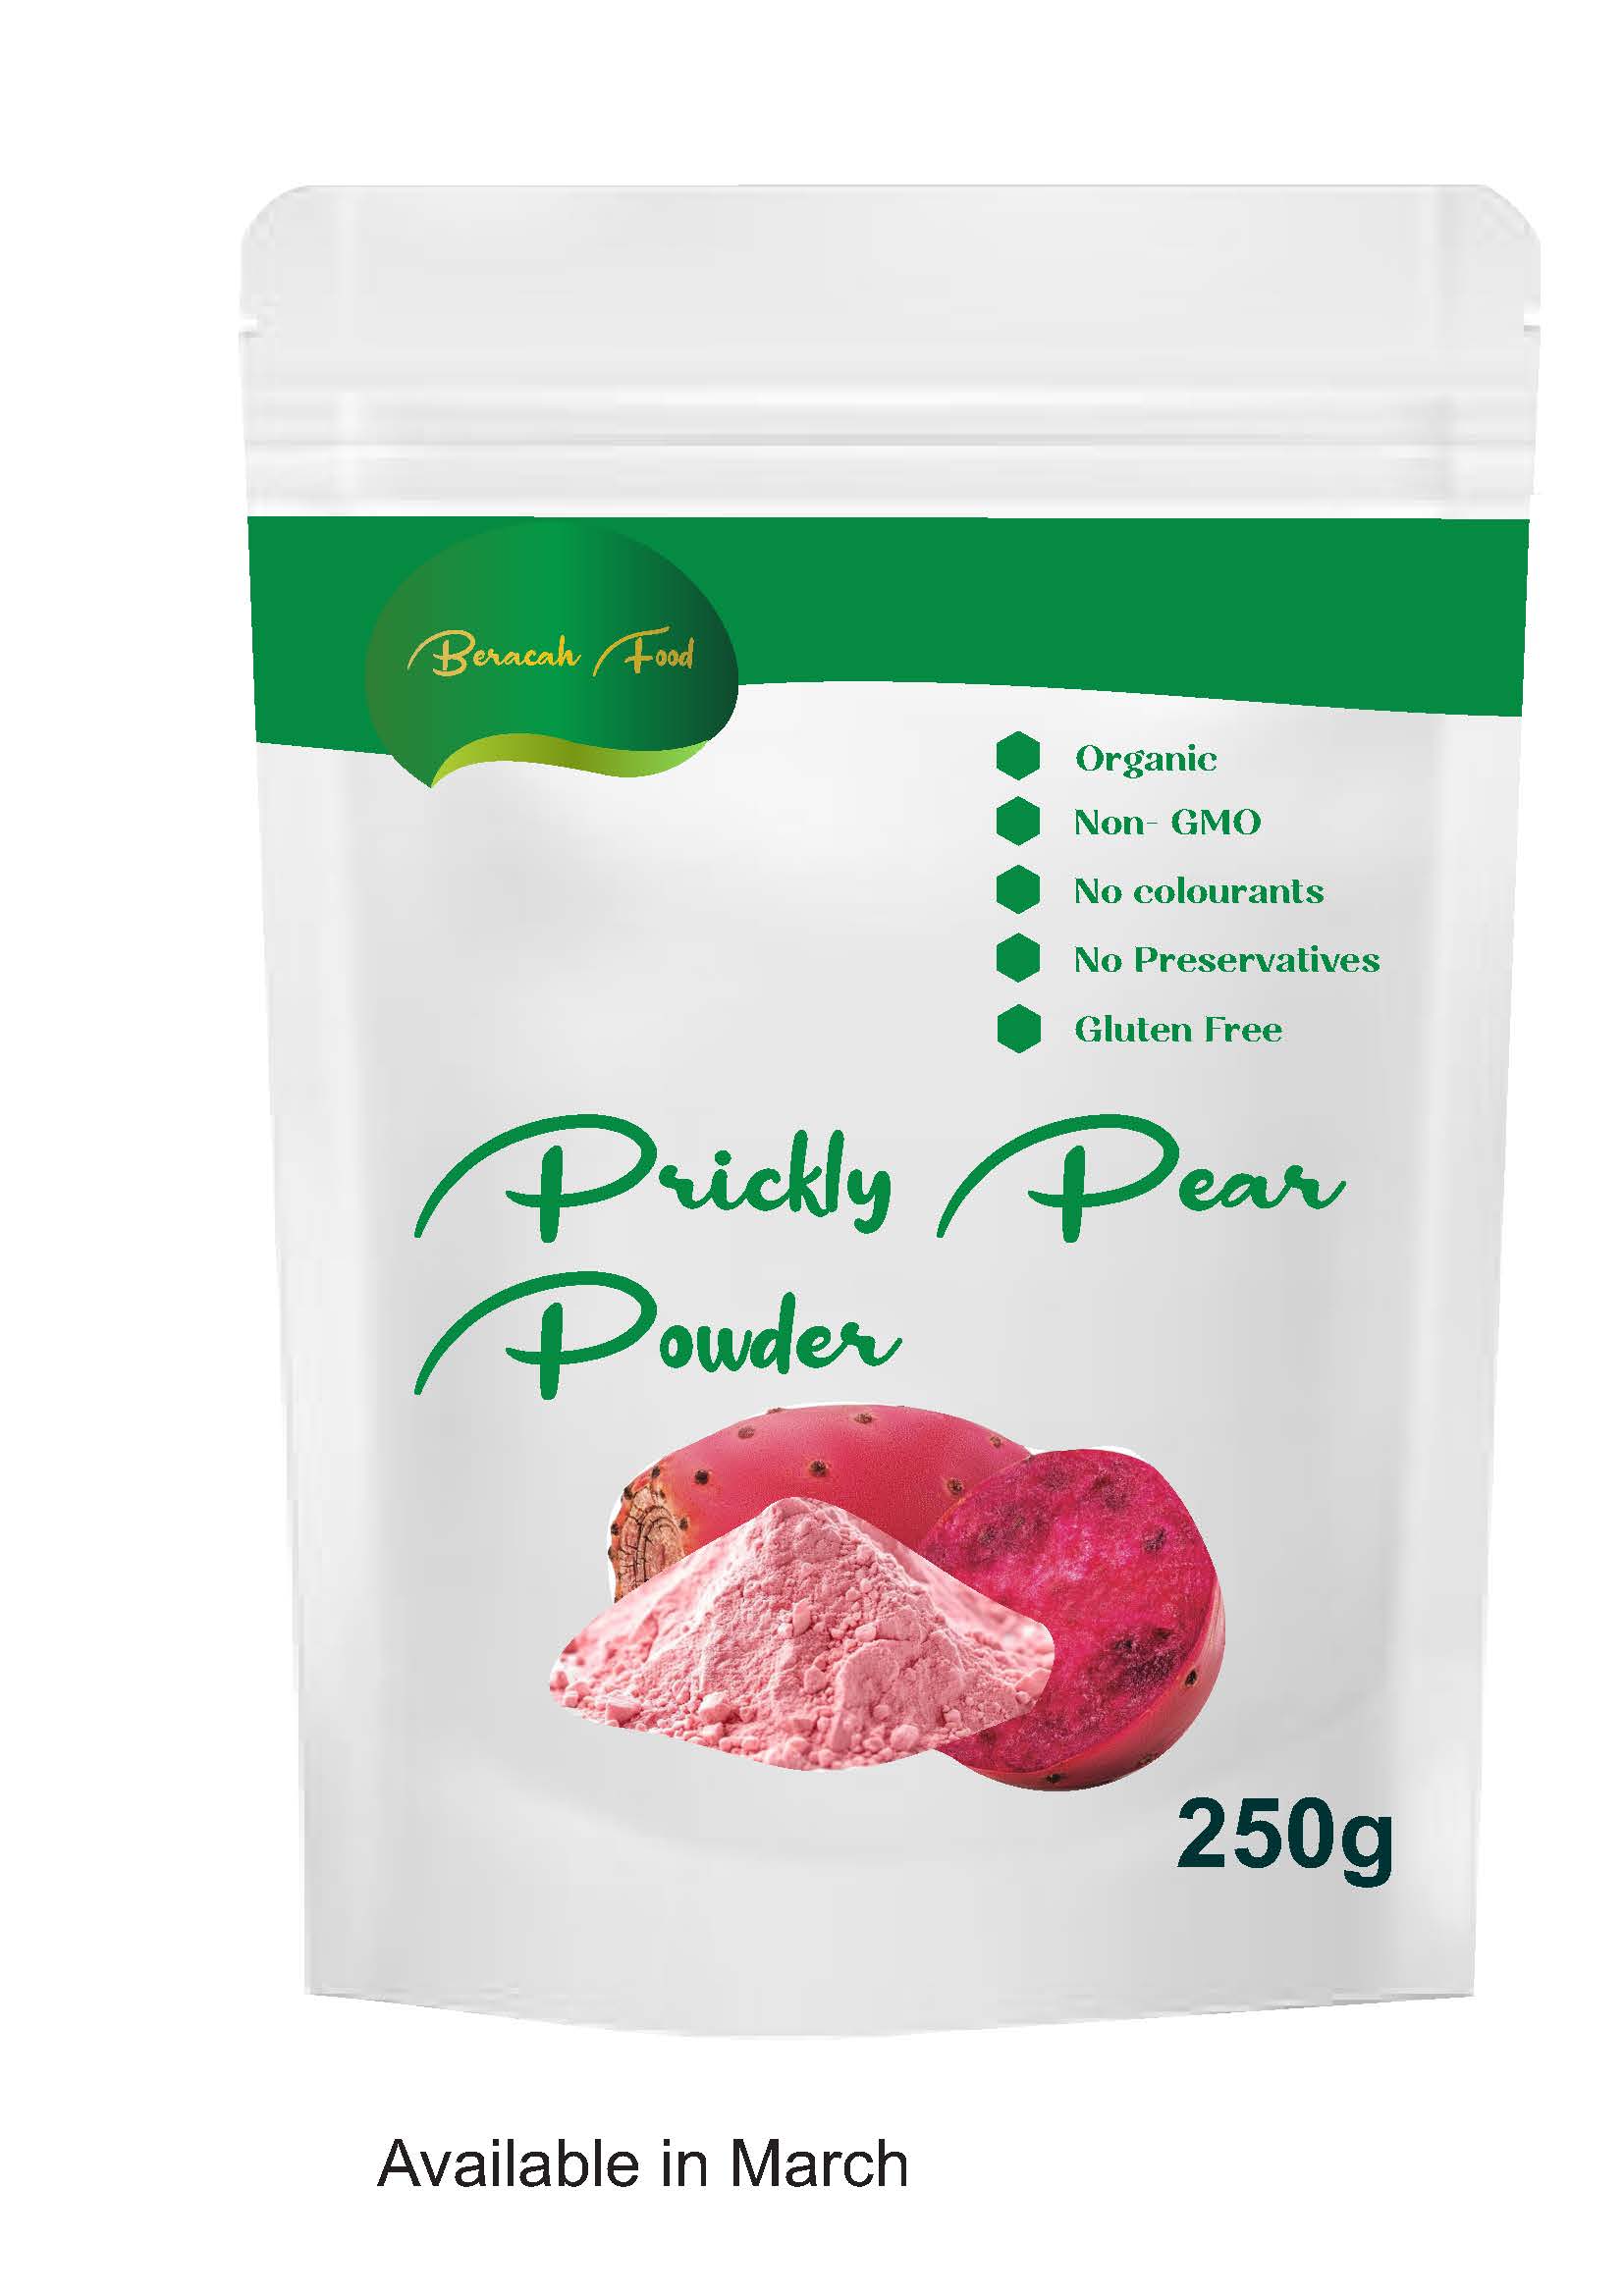 Beracah Food
Organic
Non- GMO
No colourants
No Preservatives
Gluten Free
Prickly Pear
Powder
250g
Available in March